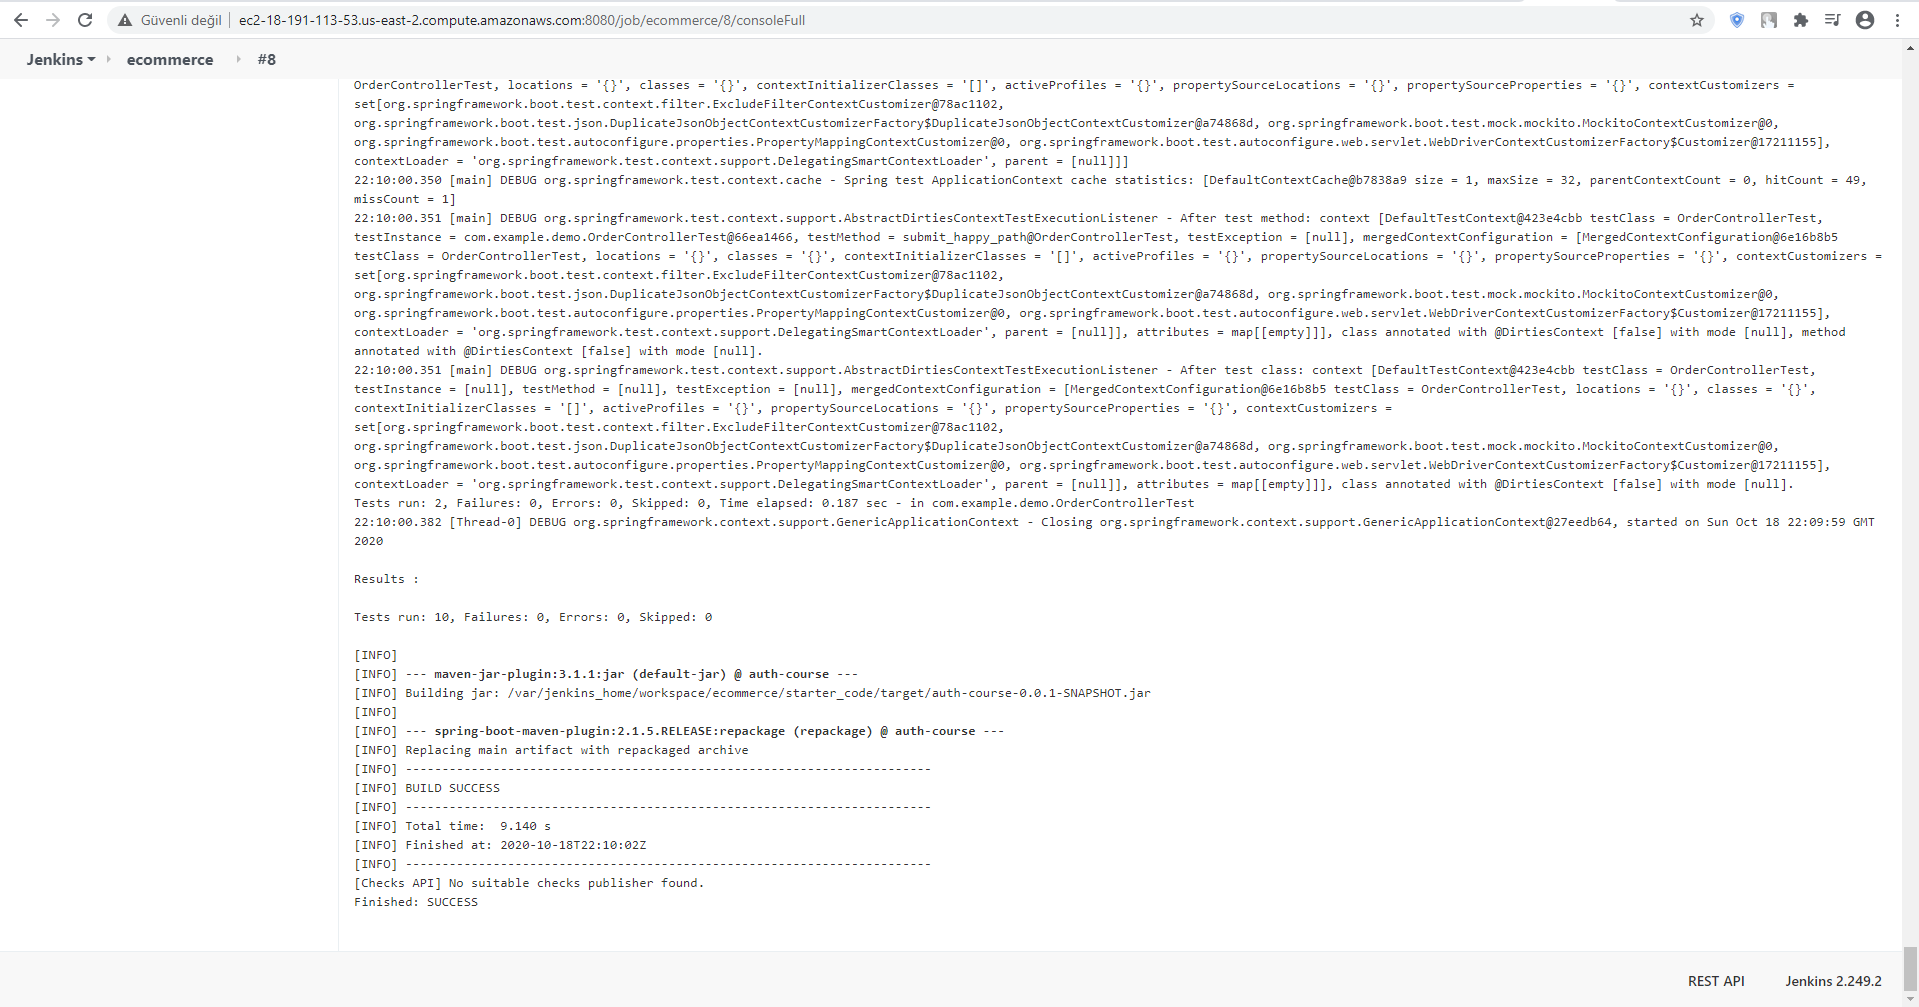 Güvenli değil
ec2-18-191-113-53.us-east-2.compute.amazonaws.com:8080/job/ecommerce/8/consoleFull
Jenkins ecommerce #8
OrderControllerTest, locations = '{}', classes = '{}', contextInitializerClasses = '[]', activeProfiles = '{}', propertySourceLocations = '{}', propertySourceProperties = '{}', contextCustomizers =
set[org.springframework.boot.test.context.filter.ExcludeFilterContextCustomizer@78ac1102,
org.springframework.boot.test.json.DuplicateJsonObjectContextCustomizerFactory$DuplicateJsonObjectContextCustomizer@a74868d, org.springframework.boot.test.mock.mockito.MockitoContextCustomizer@0,
org.springframework.boot.test.autoconfigure.properties.PropertyMappingContextCustomizer@0, org.springframework.boot.test.autoconfigure.web.servlet.WebDriverContextCustomizerFactory$Customizer@17211155],
contextLoader = 'org.springframework.test.context.support.DelegatingSmartContextLoader', parent = [null]]]
22:10:00.350 [main] DEBUG org.springframework.test.context.cache - Spring test ApplicationContext cache statistics: [DefaultContextCache@b7838a9 size = 1, maxSize = 32, parentContextCount = 0, hitCount = 49,
missCount = 1]
22:10:00.351 [main] DEBUG org.springframework.test.context.support.AbstractDirtiesContextTestExecutionListener - After test method: context [DefaultTestContext@423e4cbb testClass = OrderControllerTest,
testInstance = com.example.demo.OrderControllerTest@66ea1466, testMethod = submit_happy_path@OrderControllerTest, testException = [null], mergedContextConfiguration = [MergedContextConfiguration@6e16b8b5
testClass = OrderControllerTest, locations = '{}', classes = '{}', contextInitializerClasses = '[]', activeProfiles = '{}', propertySourceLocations = '{}', propertySourceProperties = '{}', contextCustomizers =
set[org.springframework.boot.test.context.filter.ExcludeFilterContextCustomizer@78ac1102,
org.springframework.boot.test.json.DuplicateJsonObjectContextCustomizerFactory$DuplicateJsonObjectContextCustomizer@a74868d, org.springframework.boot.test.mock.mockito.MockitoContextCustomizer@0,
org.springframework.boot.test.autoconfigure.properties.PropertyMappingContextCustomizer@0, org.springframework.boot.test.autoconfigure.web.servlet.WebDriverContextCustomizerFactory$Customizer@17211155],
contextLoader = 'org.springframework.test.context.support.DelegatingSmartContextLoader', parent = [null]], attributes = map[[empty]]], class annotated with @DirtiesContext [false] with mode [null], method
annotated with @DirtiesContext [false] with mode [null].
22:10:00.351 [main] DEBUG org.springframework.test.context.support.AbstractDirtiesContextTestExecutionListener - After test class: context [DefaultTestContext@423e4cbb testClass = OrderControllerTest,
testInstance = [null], testMethod = [null], testException = [null], mergedContextConfiguration = [MergedContextConfiguration@6e16b8b5 testClass = OrderControllerTest, locations = '{}', classes = '{}',
contextInitializerClasses = '[]', activeProfiles = '{}', propertySourceLocations = '{}', propertySourceProperties = '{}', contextCustomizers =
set[org.springframework.boot.test.context.filter.ExcludeFilterContextCustomizer@78ac1102,
org.springframework.boot.test.json.DuplicateJsonObjectContextCustomizerFactory$DuplicateJsonObjectContextCustomizer@a74868d, org.springframework.boot.test.mock.mockito.MockitoContextCustomizer@0,
org.springframework.boot.test.autoconfigure.properties.PropertyMappingContextCustomizer@0, org.springframework.boot.test.autoconfigure.web.servlet.WebDriverContextCustomizerFactory$Customizer@17211155],
contextLoader = 'org.springframework.test.context.support.DelegatingSmartContextLoader', parent = [null]], attributes = map[[empty]]], class annotated with @DirtiesContext [false] with mode [null].
Tests run: 2, Failures: 0, Errors: 0, Skipped: 0, Time elapsed: 0.187 sec - in com.example.demo.OrderControllerTest
22:10:00.382 [Thread-0] DEBUG org.springframework.context.support.GenericApplicationContext - Closing org.springframework.context.support.GenericApplicationContext@27eedb64, started on Sun Oct 18 22:09:59 GMT
2020
Results :
Tests run: 10, Failures: 0, Errors: 0, Skipped: 0
[INFO]
[INFO] --- maven-jar-plugin:3.1.1:jar (default-jar) @ auth-course ---
[INFO] Building jar: /var/jenkins_home/workspace/ecommerce/starter_code/target/auth-course-0.0.1-SNAPSHOT.jar
[INFO]
[INFO] --- spring-boot-maven-plugin:2.1.5.RELEASE:repackage (repackage) @ auth-course ---
[INFO] Replacing main artifact with repackaged archive
[INFO] ------------------------------------------------------------------------
[INFO] BUILD SUCCESS
[INFO] ------------------------------------------------------------------------
[INFO] Total time:  9.140 s
[INFO] Finished at: 2020-10-18T22:10:02Z
[INFO] ------------------------------------------------------------------------
[Checks API] No suitable checks publisher found.
Finished: SUCCESS
REST API Jenkins 2.249.2